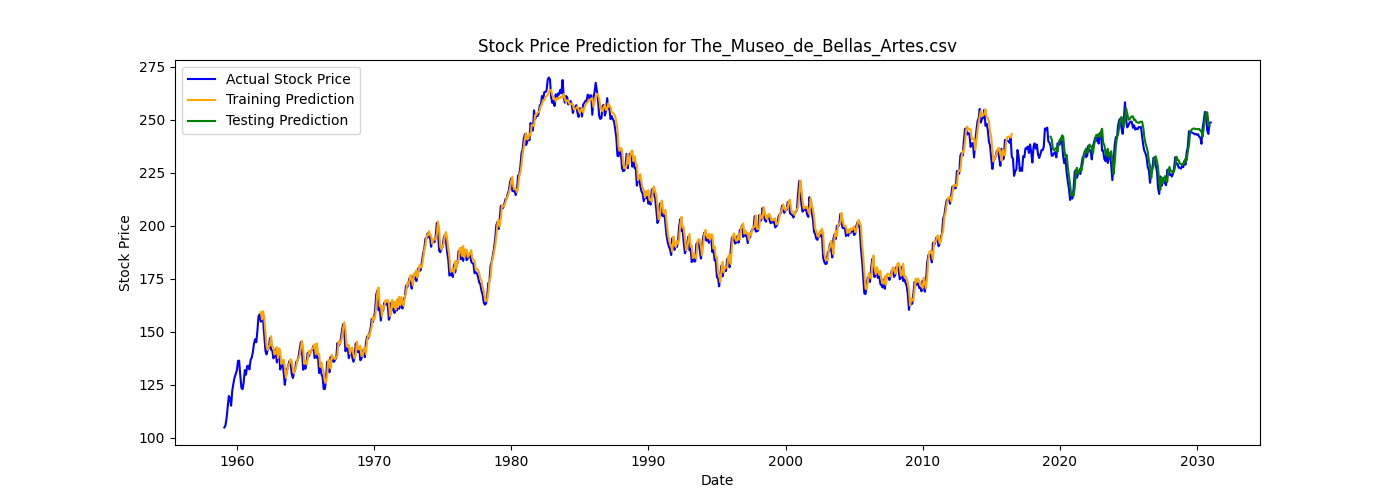 Stock Price Prediction for The_Museo_de_Bellas_Artes.csv
Actual Stock Price
Training Prediction
Testing Prediction
Stock Price
275
250
225
200
175
150
125
100
1960 1970 1980 1990 2000 2010 2020 2030
Date